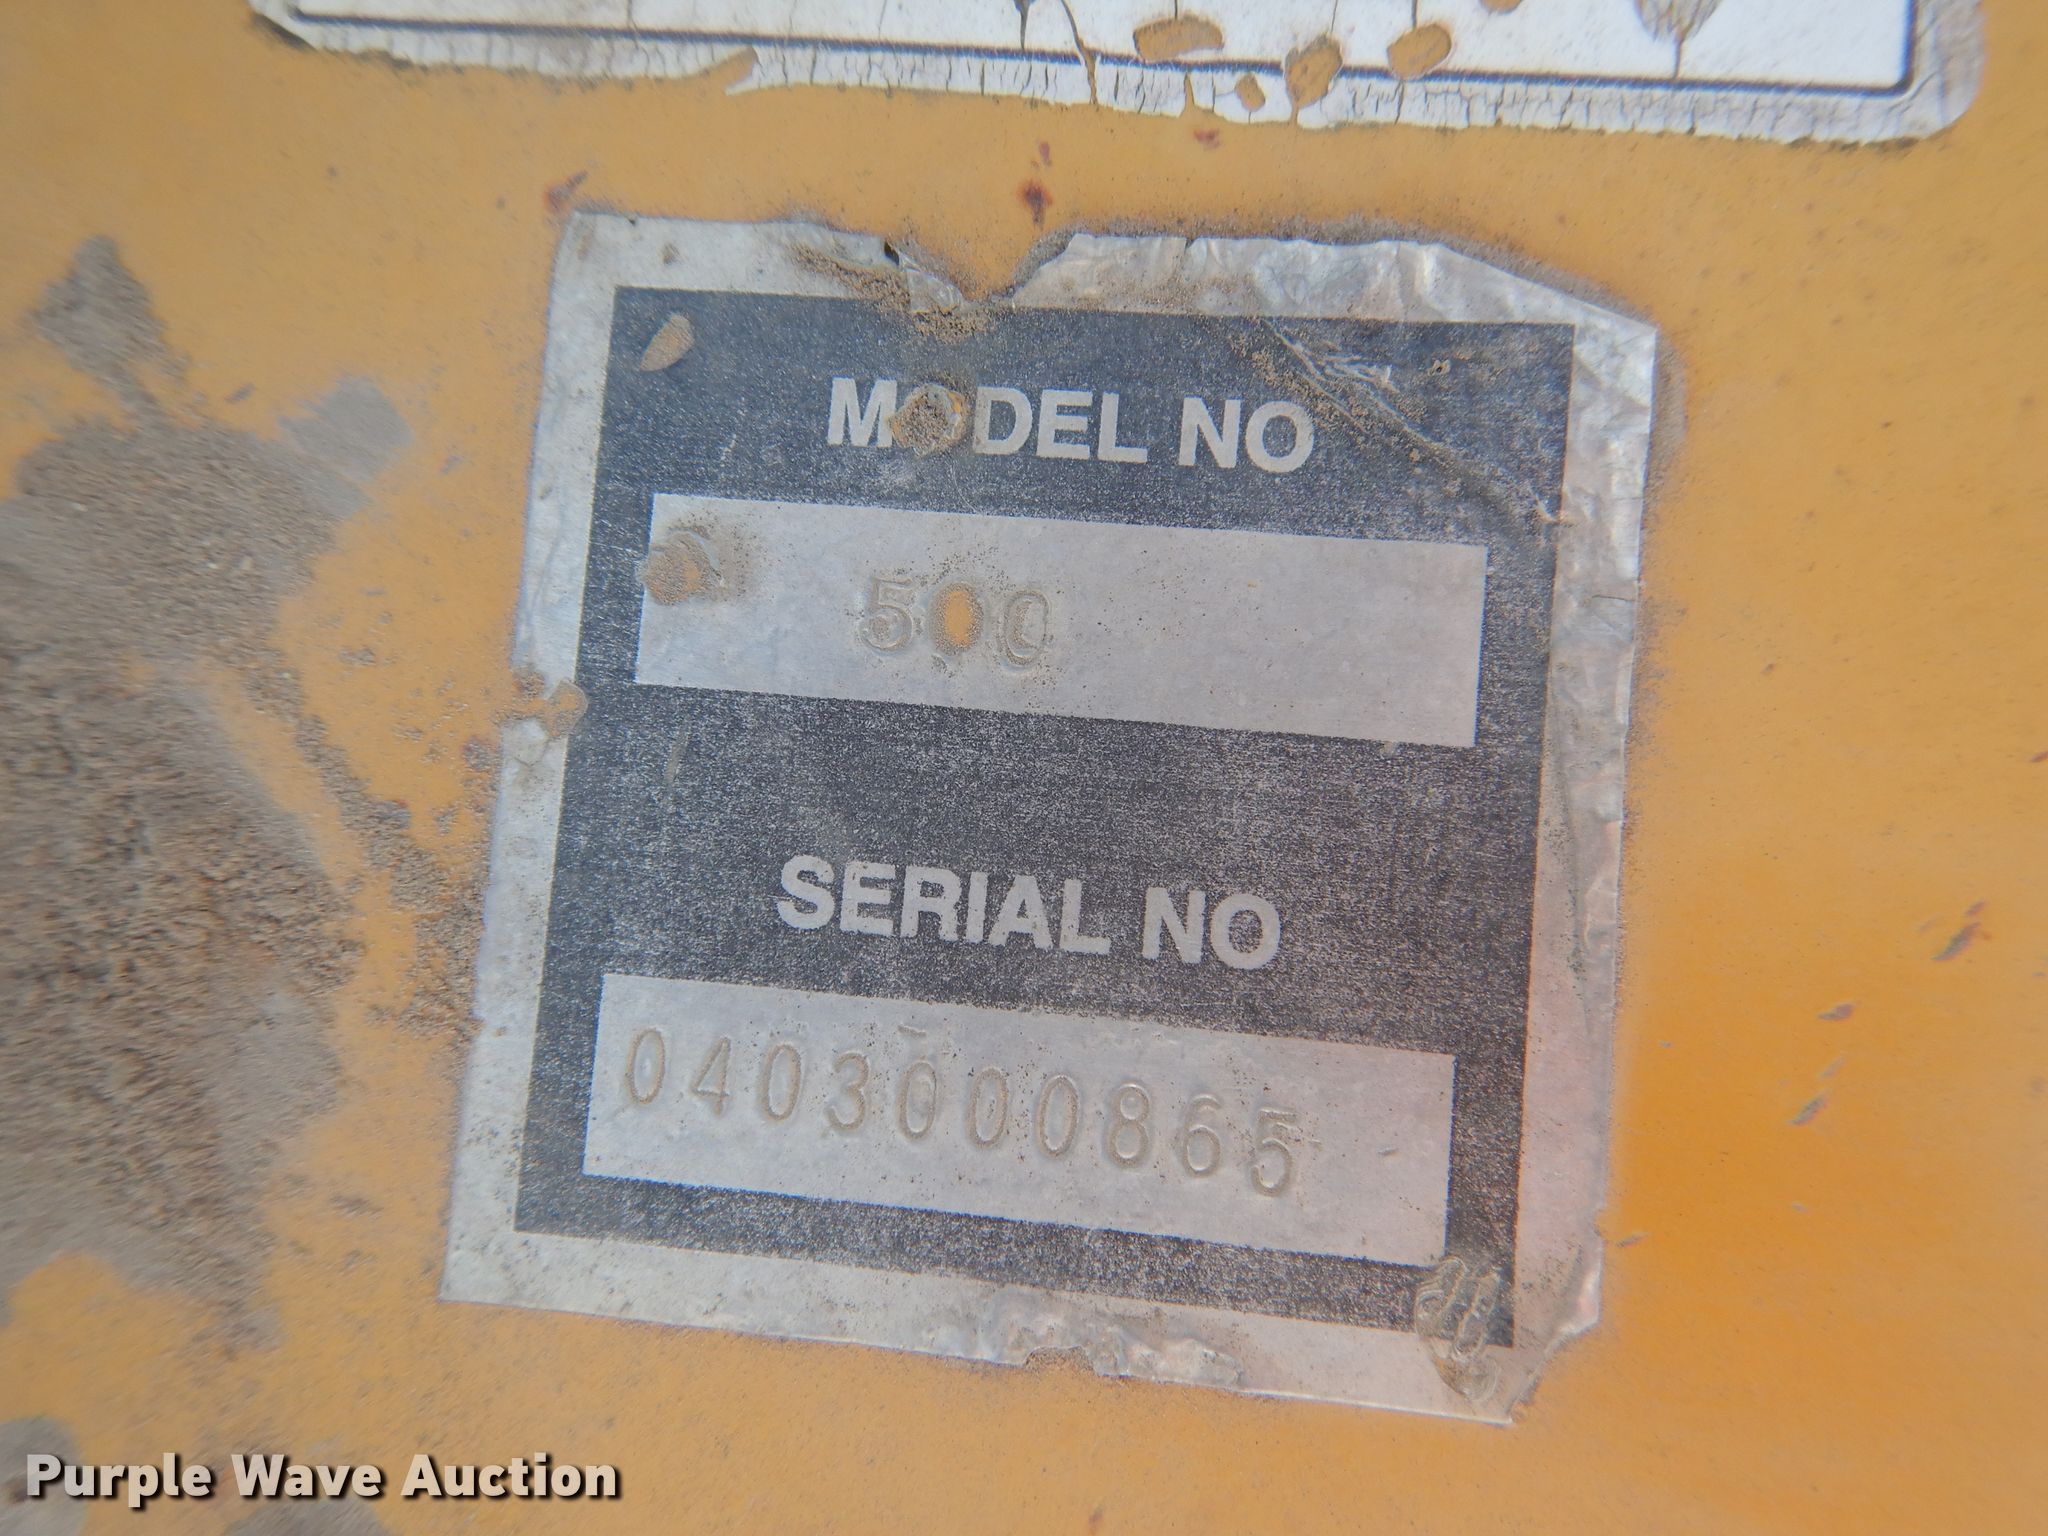 MODEL NO
500
SERIAL NO
0403000865
Purple Wave Auction